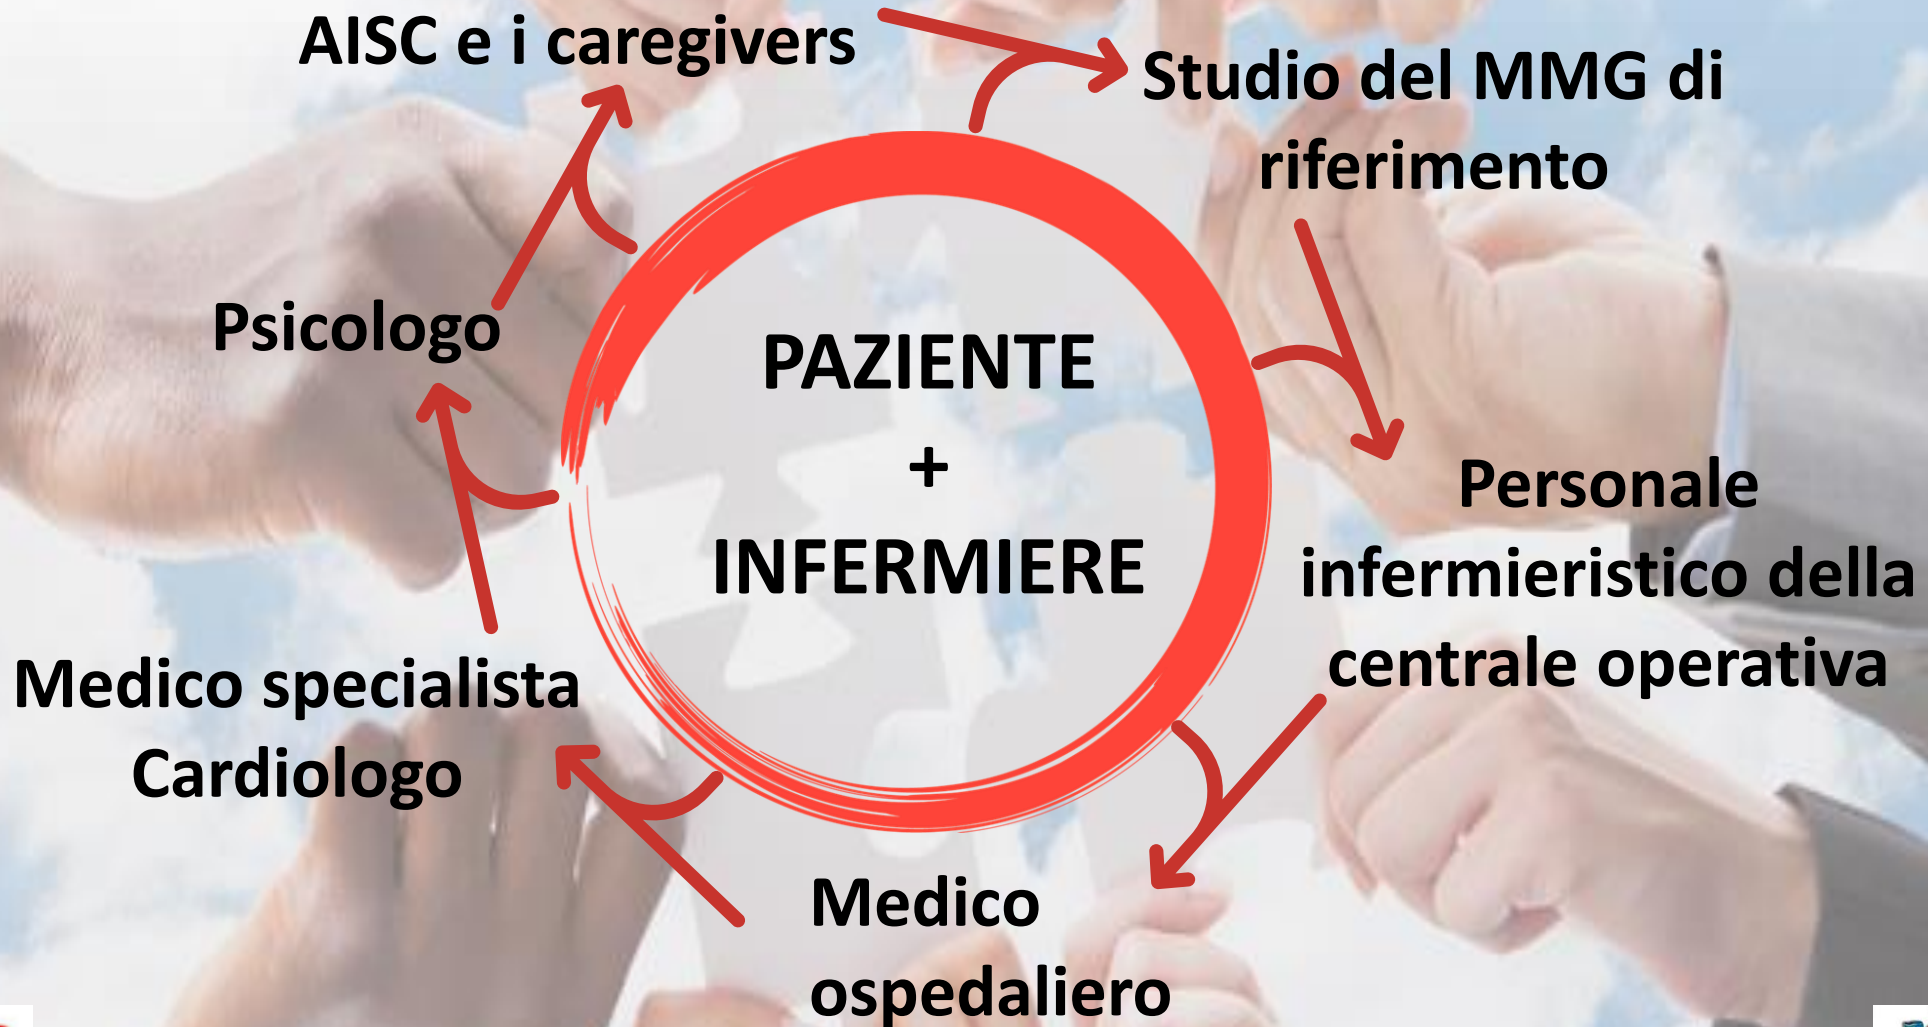 AISC e i caregivers
Studio del MMG di
riferimento
Psicologo
PAZIENTE
+
INFERMIERE
Personale
infermieristico della
centrale operativa
Medico specialista
Cardiologo
Medico
ospedaliero